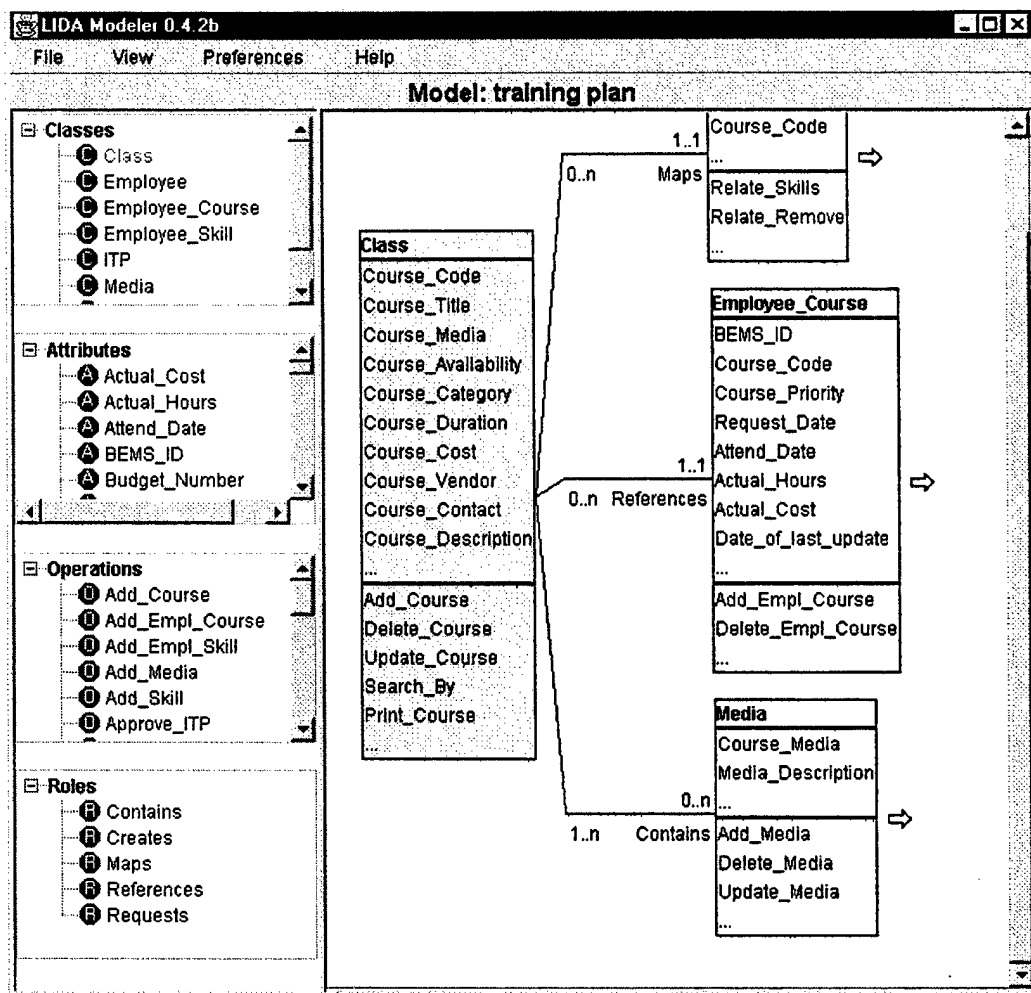 LIDA Modeler 0.4.2b
File View Preferences Help
Model: training plan
Classes
Class
Employee
Employee_Course
Employee_Skill
ITP
Media
Attributes
Actual_Cost
Actual_Hours
Attend_Date
BEMS_ID
Budget_Number
Operations
Add_Course
Add_Empl_Course
Add_Empl_Skill
Add_Media
Add_Skill
Approve_ITP
Roles
Contains
Creates
Maps
References
Requests
Class
Course_Code
Course_Title
Course_Media
Course_Availability
Course_Category
Course_Duration
Course_Cost
Course_Vendor
Course_Contact
Course_Description
...
Add_Course
Delete_Course
Update_Course
Search_By
Print_Course
...
1..1
0..n Maps
Course_Code
...
Relate_Skills
Relate_Remove
...
1..1
0..n References
Employee_Course
BEMS_ID
Course_Code
Course_Priority
Request_Date
Attend_Date
Actual_Hours
Actual_Cost
Date_of_last_update
...
Add_Empl_Course
Delete_Empl_Course
...
0..n
1..n Contains
Media
Course_Media
Media_Description
...
Add_Media
Delete_Media
Update_Media
...